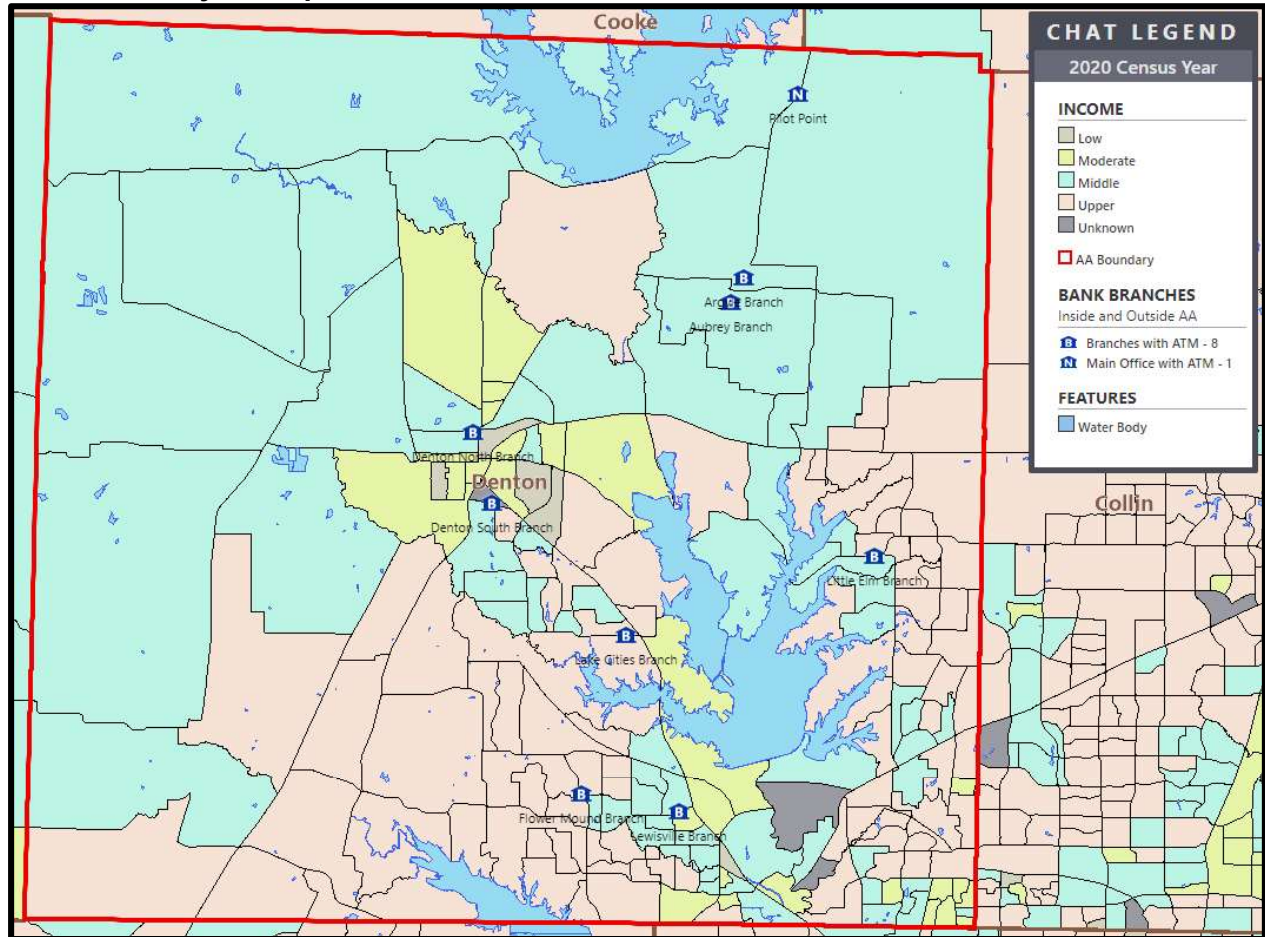 Cooke
CHAT LEGEND
2020 Census Year
INCOME
Low
Moderate
Middle
Upper
Unknown
AA Boundary
BANK BRANCHES
Inside and Outside AA
B Branches with ATM - 8
N Main Office with ATM - 1
FEATURES
Water Body
N
Pilot Point
B
Argyle Branch
B
Aubrey Branch
B
Denton North Branch
Denton
B
Denton South Branch
Collin
B
Little Elm Branch
B
Lake Cities Branch
B
Flower Mound Branch
B
Lewisville Branch